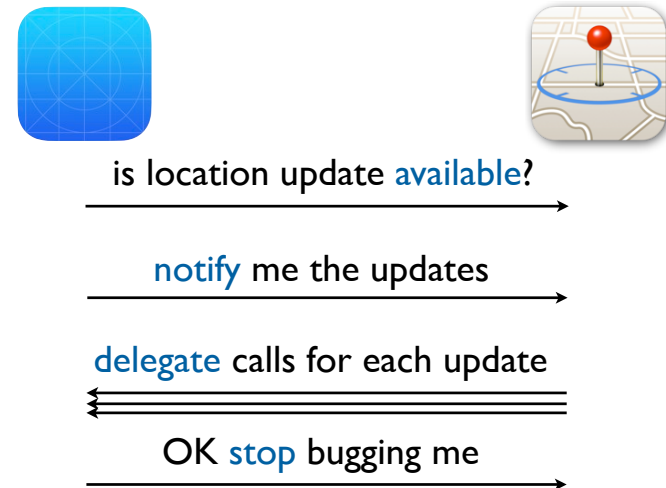 is location update available?
notify me the updates
delegate calls for each update
OK stop bugging me